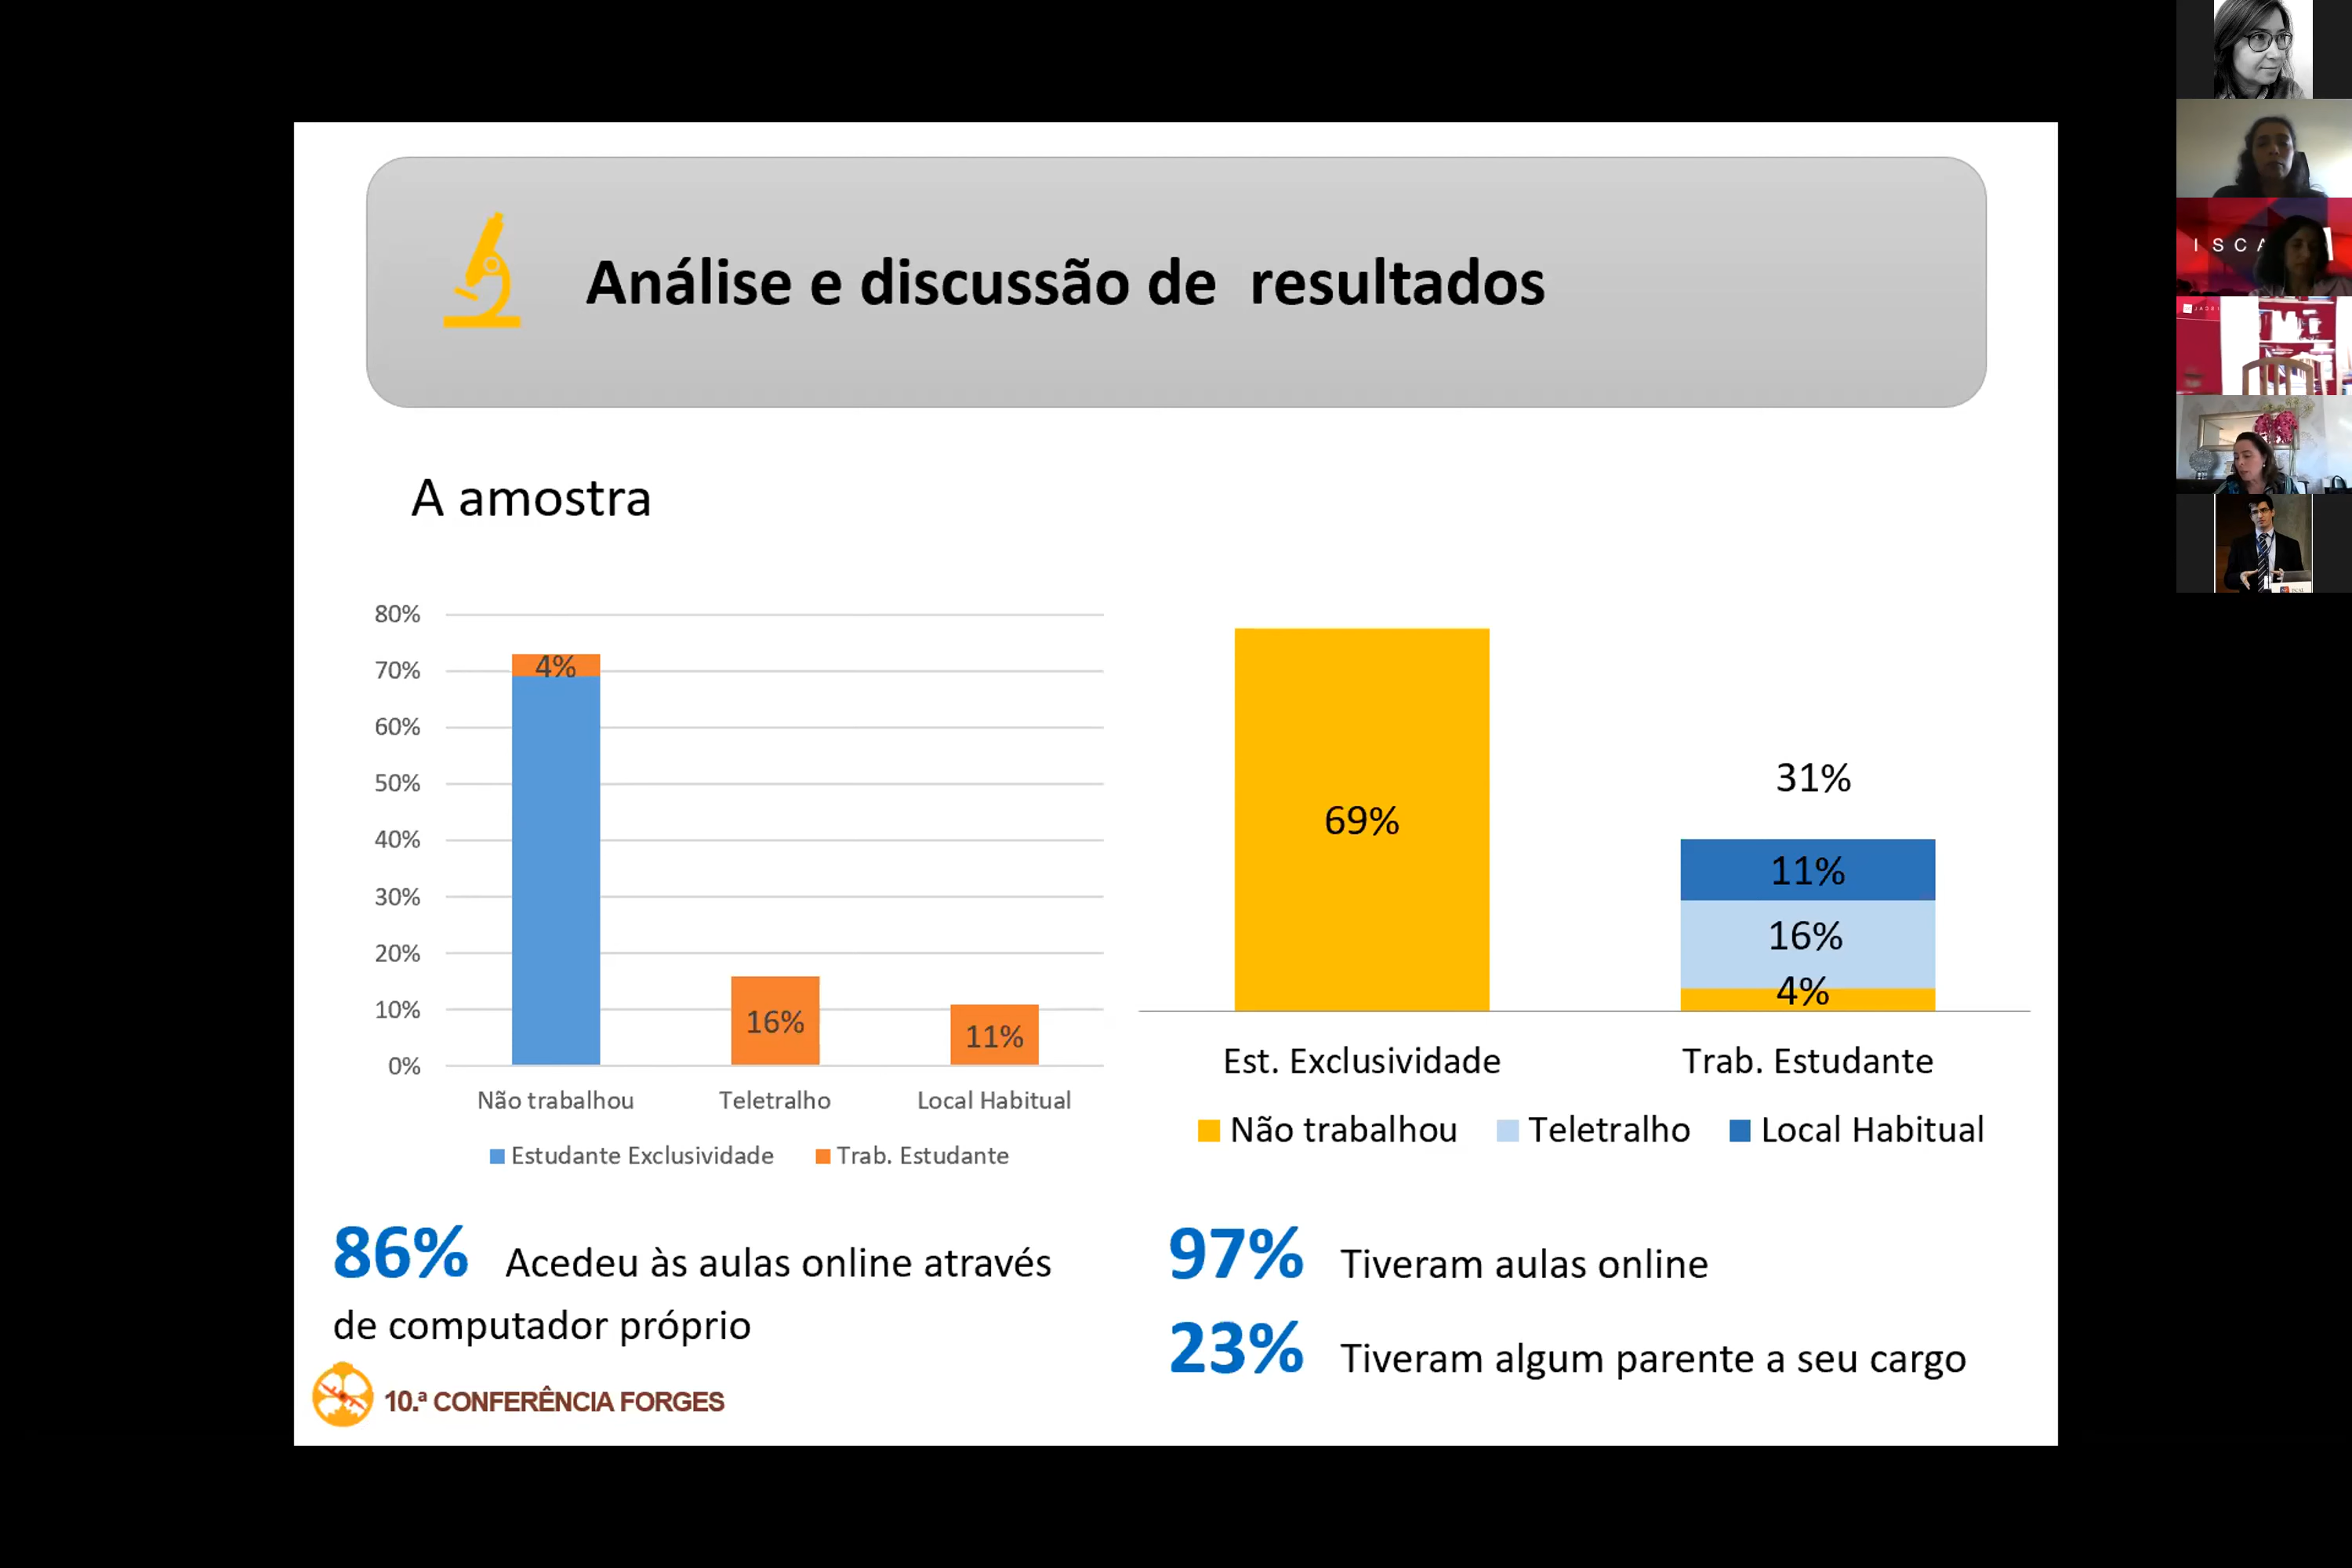 Análise e discussão de resultados
A amostra
80%
70%
60%
50%
40%
30%
20%
10%
0%
4%
16%
11%
Não trabalhou
Teletralho
Local Habitual
Estudante Exclusividade
Trab. Estudante
69%
31%
11%
16%
4%
Est. Exclusividade
Trab. Estudante
Não trabalhou
Teletralho
Local Habitual
86% Acedeu às aulas online através
de computador próprio
97% Tiveram aulas online
23% Tiveram algum parente a seu cargo
10.ª CONFERÊNCIA FORGES
I S C A